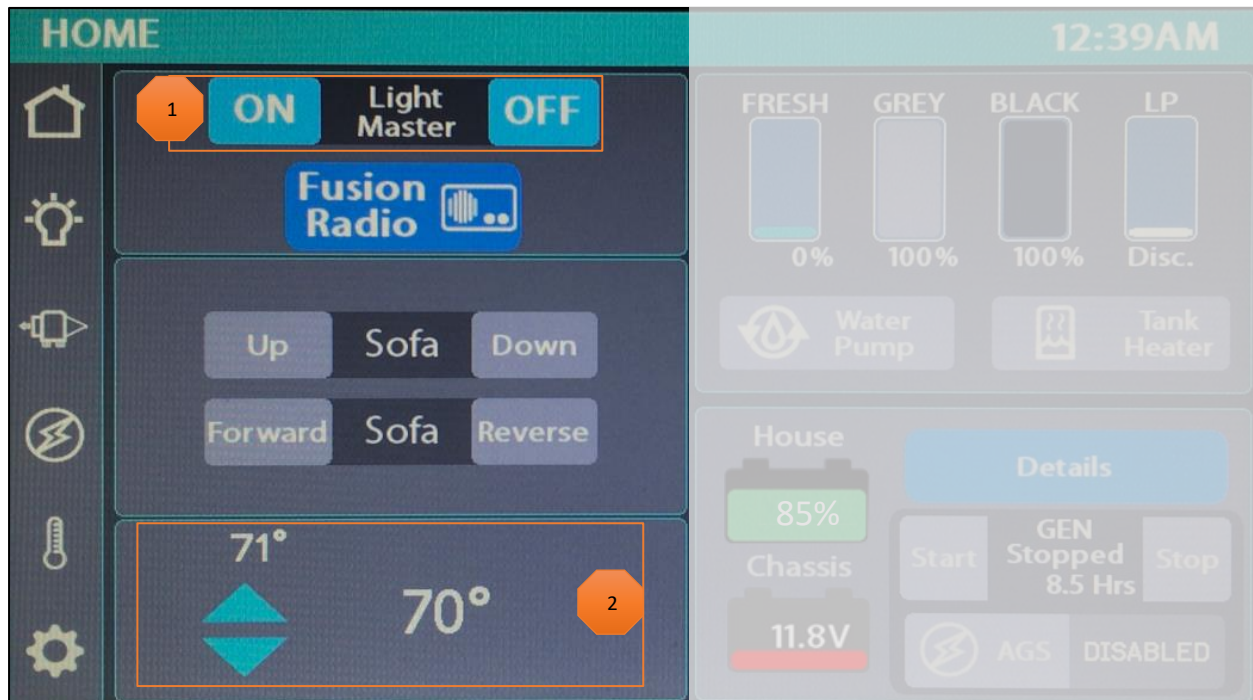 HOME
12:39AM
1
ON
Light
Master
OFF
Fusion
Radio
Up
Sofa
Down
Forward
Sofa
Reverse
71°
70°
2
FRESH
GREY
BLACK
LP
0%
100%
100%
Disc.
Water
Pump
Tank
Heater
House
85%
Chassis
11.8V
Details
Start
GEN
Stopped
8.5 Hrs
Stop
AGS
DISABLED